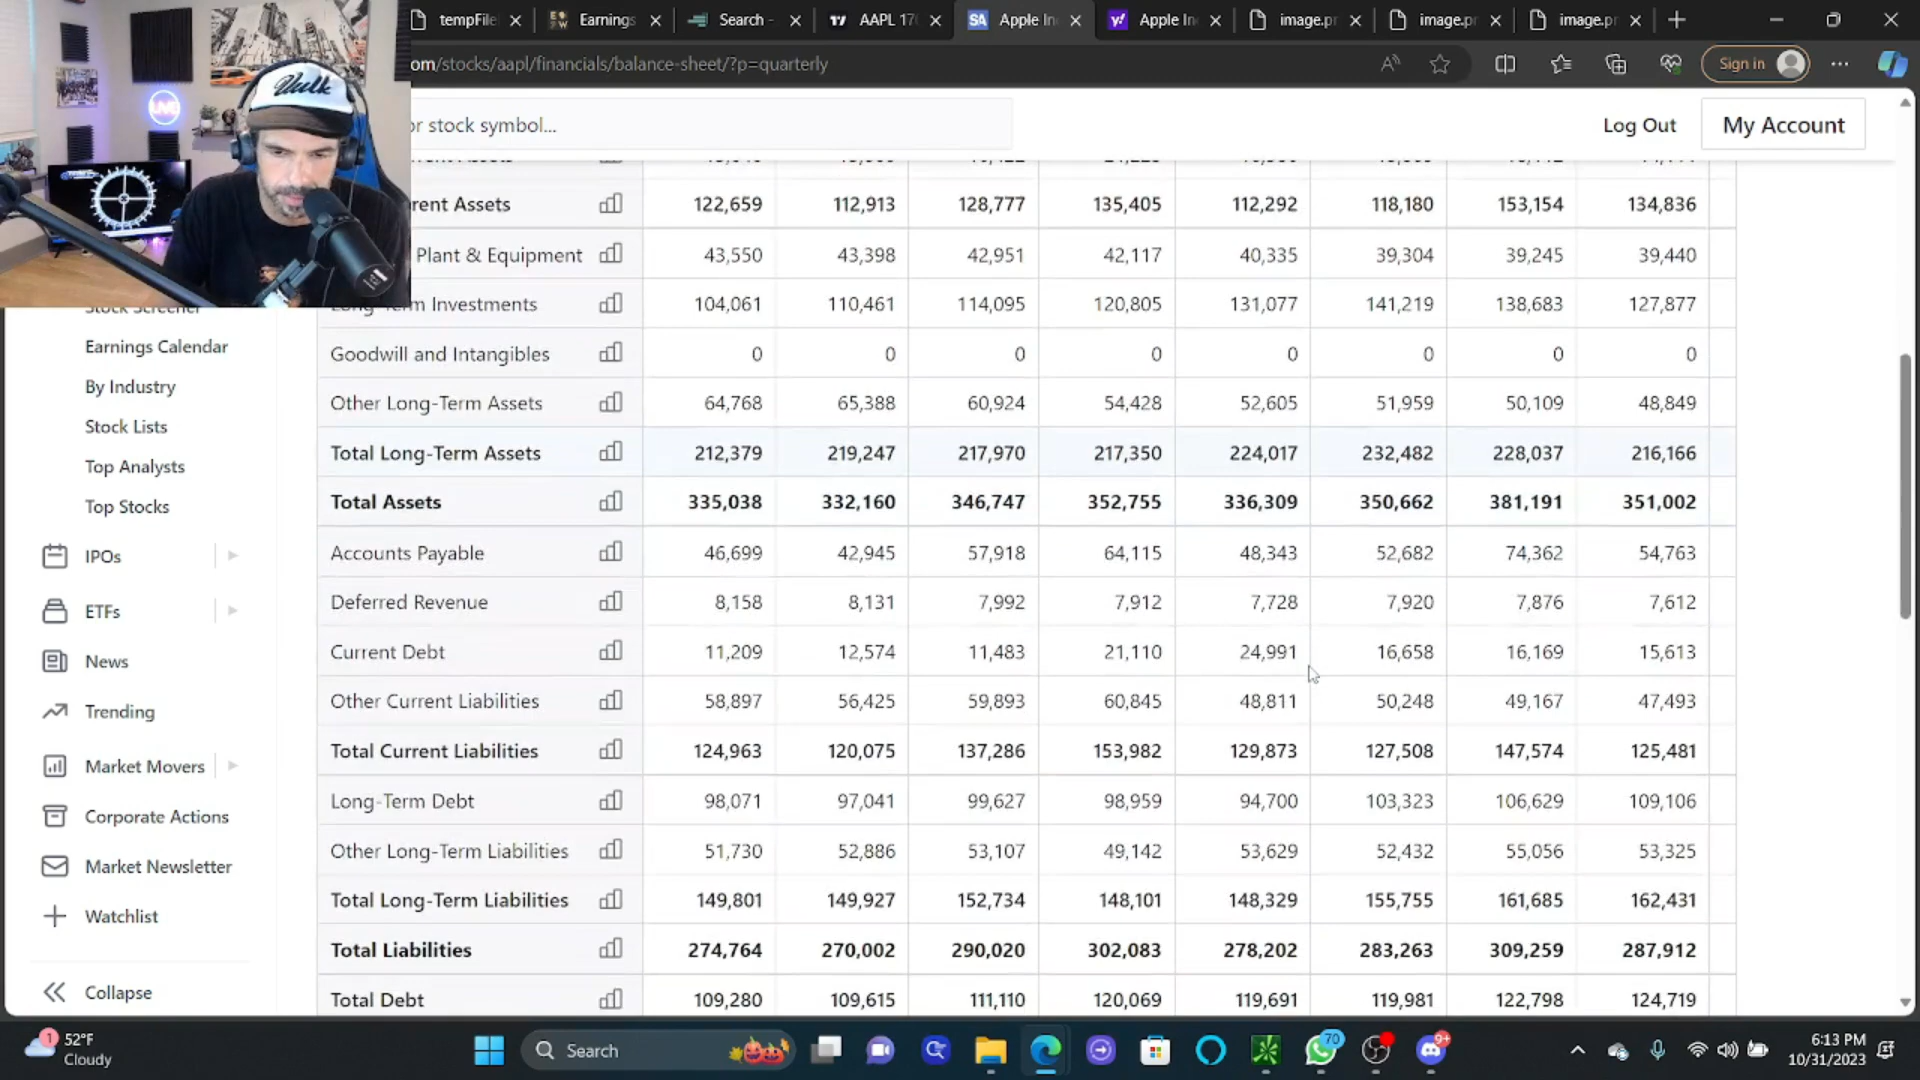 tempFile
Earnings
Search -
AAPL 170
Apple In
Apple In
image.pr
image.pr
image.pr
om/stocks/aapl/financials/balance-sheet/?p=quarterly
Sign in
or stock symbol...
Log Out
My Account
LIVE
Vulk
rrent Assets 122,659 112,913 128,777 135,405 112,292 118,180 153,154 134,836
Plant & Equipment 43,550 43,398 42,951 42,117 40,335 39,304 39,245 39,440
Long-Term Investments 104,061 110,461 114,095 120,805 131,077 141,219 138,683 127,877
Goodwill and Intangibles 0 0 0 0 0 0 0 0
Other Long-Term Assets 64,768 65,388 60,924 54,428 52,605 51,959 50,109 48,849
Total Long-Term Assets 212,379 219,247 217,970 217,350 224,017 232,482 228,037 216,166
Total Assets 335,038 332,160 346,747 352,755 336,309 350,662 381,191 351,002
Accounts Payable 46,699 42,945 57,918 64,115 48,343 52,682 74,362 54,763
Deferred Revenue 8,158 8,131 7,992 7,912 7,728 7,920 7,876 7,612
Current Debt 11,209 12,574 11,483 21,110 24,991 16,658 16,169 15,613
Other Current Liabilities 58,897 56,425 59,893 60,845 48,811 50,248 49,167 47,493
Total Current Liabilities 124,963 120,075 137,286 153,982 129,873 127,508 147,574 125,481
Long-Term Debt 98,071 97,041 99,627 98,959 94,700 103,323 106,629 109,106
Other Long-Term Liabilities 51,730 52,886 53,107 49,142 53,629 52,432 55,056 53,325
Total Long-Term Liabilities 149,801 149,927 152,734 148,101 148,329 155,755 161,685 162,431
Total Liabilities 274,764 270,002 290,020 302,083 278,202 283,263 309,259 287,912
Total Debt 109,280 109,615 111,110 120,069 119,691 119,981 122,798 124,719
Stock Screener
Earnings Calendar
By Industry
Stock Lists
Top Analysts
Top Stocks
IPOs
ETFs
News
Trending
Market Movers
Corporate Actions
Market Newsletter
Watchlist
Collapse
1
52°F
Cloudy
Search
70
9+
6:13 PM
10/31/2023